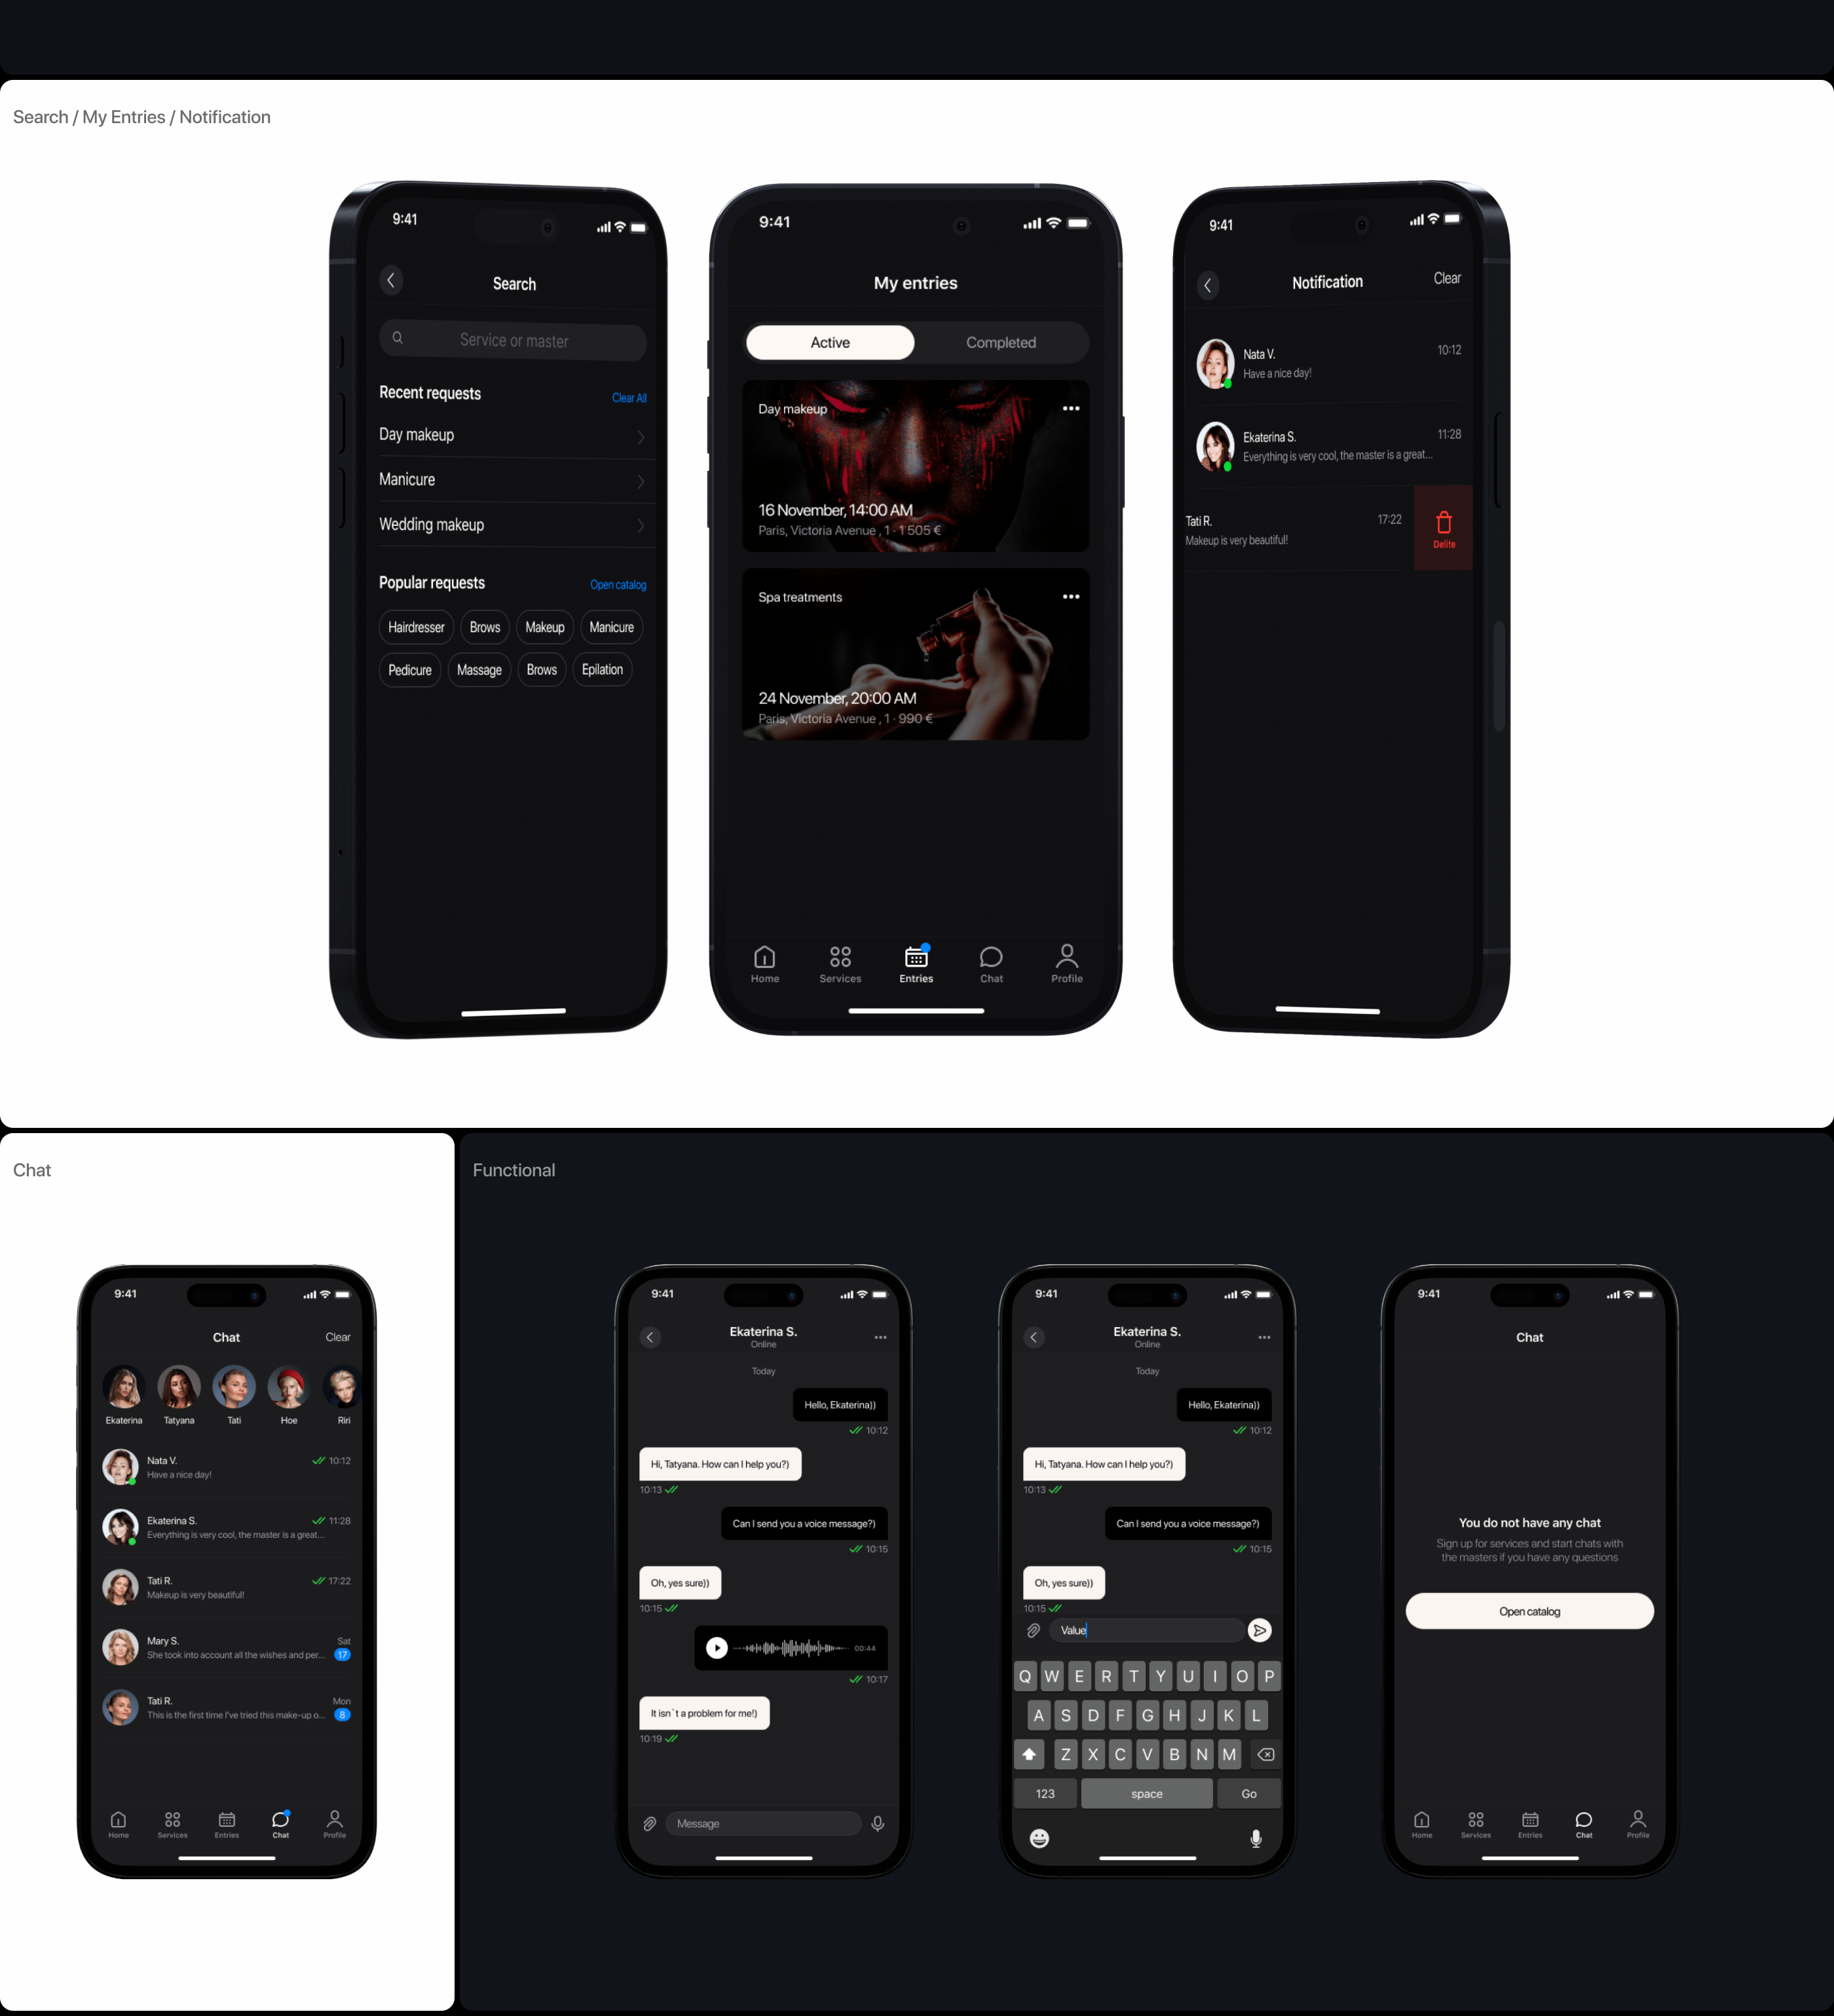 Search / My Entries / Notification
9:41
Search
Service or master
Recent requests
Clear All
Day makeup
Manicure
Wedding makeup
Popular requests
Open catalog
Hairdresser
Brows
Makeup
Manicure
Pedicure
Massage
Brows
Epilation
9:41
My entries
Active
Completed
Day makeup
16 November, 14:00 AM
Paris, Victoria Avenue , 1 · 1 505 €
Spa treatments
24 November, 20:00 AM
Paris, Victoria Avenue , 1 · 990 €
Home
Services
Entries
Chat
Profile
9:41
Notification
Clear
Nata V.
10:12
Have a nice day!
Ekaterina S.
11:28
Everything is very cool, the master is a great...
Tati R.
17:22
Makeup is very beautiful!
Delite
Chat
9:41
Chat
Clear
Ekaterina
Tatyana
Tati
Hoe
Riri
Nata V.
10:12
Have a nice day!
Ekaterina S.
11:28
Everything is very cool, the master is a great...
Tati R.
17:22
Makeup is very beautiful!
Mary S.
Sat
She took into account all the wishes and per...
17
Tati R.
Mon
This is the first time I've tried this make-up o...
8
Home
Services
Entries
Chat
Profile
Functional
9:41
Ekaterina S.
Online
Today
Hello, Ekaterina))
10:12
Hi, Tatyana. How can I help you?)
10:13
Can I send you a voice message?)
10:15
Oh, yes sure))
10:15
00:44
10:17
It isn`t a problem for me!)
10:19
Message
9:41
Ekaterina S.
Online
Today
Hello, Ekaterina))
10:12
Hi, Tatyana. How can I help you?)
10:13
Can I send you a voice message?)
10:15
Oh, yes sure))
10:15
Value
Q W E R T Y U I O P
A S D F G H J K L
Z X C V B N M
123
space
Go
9:41
Chat
You do not have any chat
Sign up for services and start chats with
the masters if you have any questions
Open catalog
Home
Services
Entries
Chat
Profile